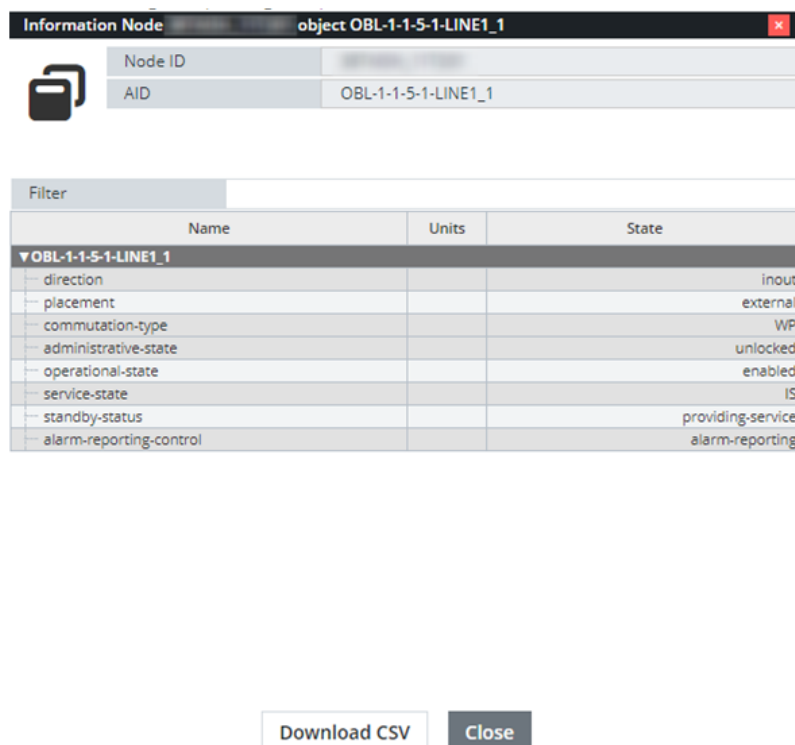 Information Node object OBL-1-1-5-1-LINE1_1
Node ID
AID OBL-1-1-5-1-LINE1_1
Filter
Name Units State
▼OBL-1-1-5-1-LINE1_1
direction inout
placement external
commutation-type WP
administrative-state unlocked
operational-state enabled
service-state IS
standby-status providing-service
alarm-reporting-control alarm-reporting
Download CSV Close